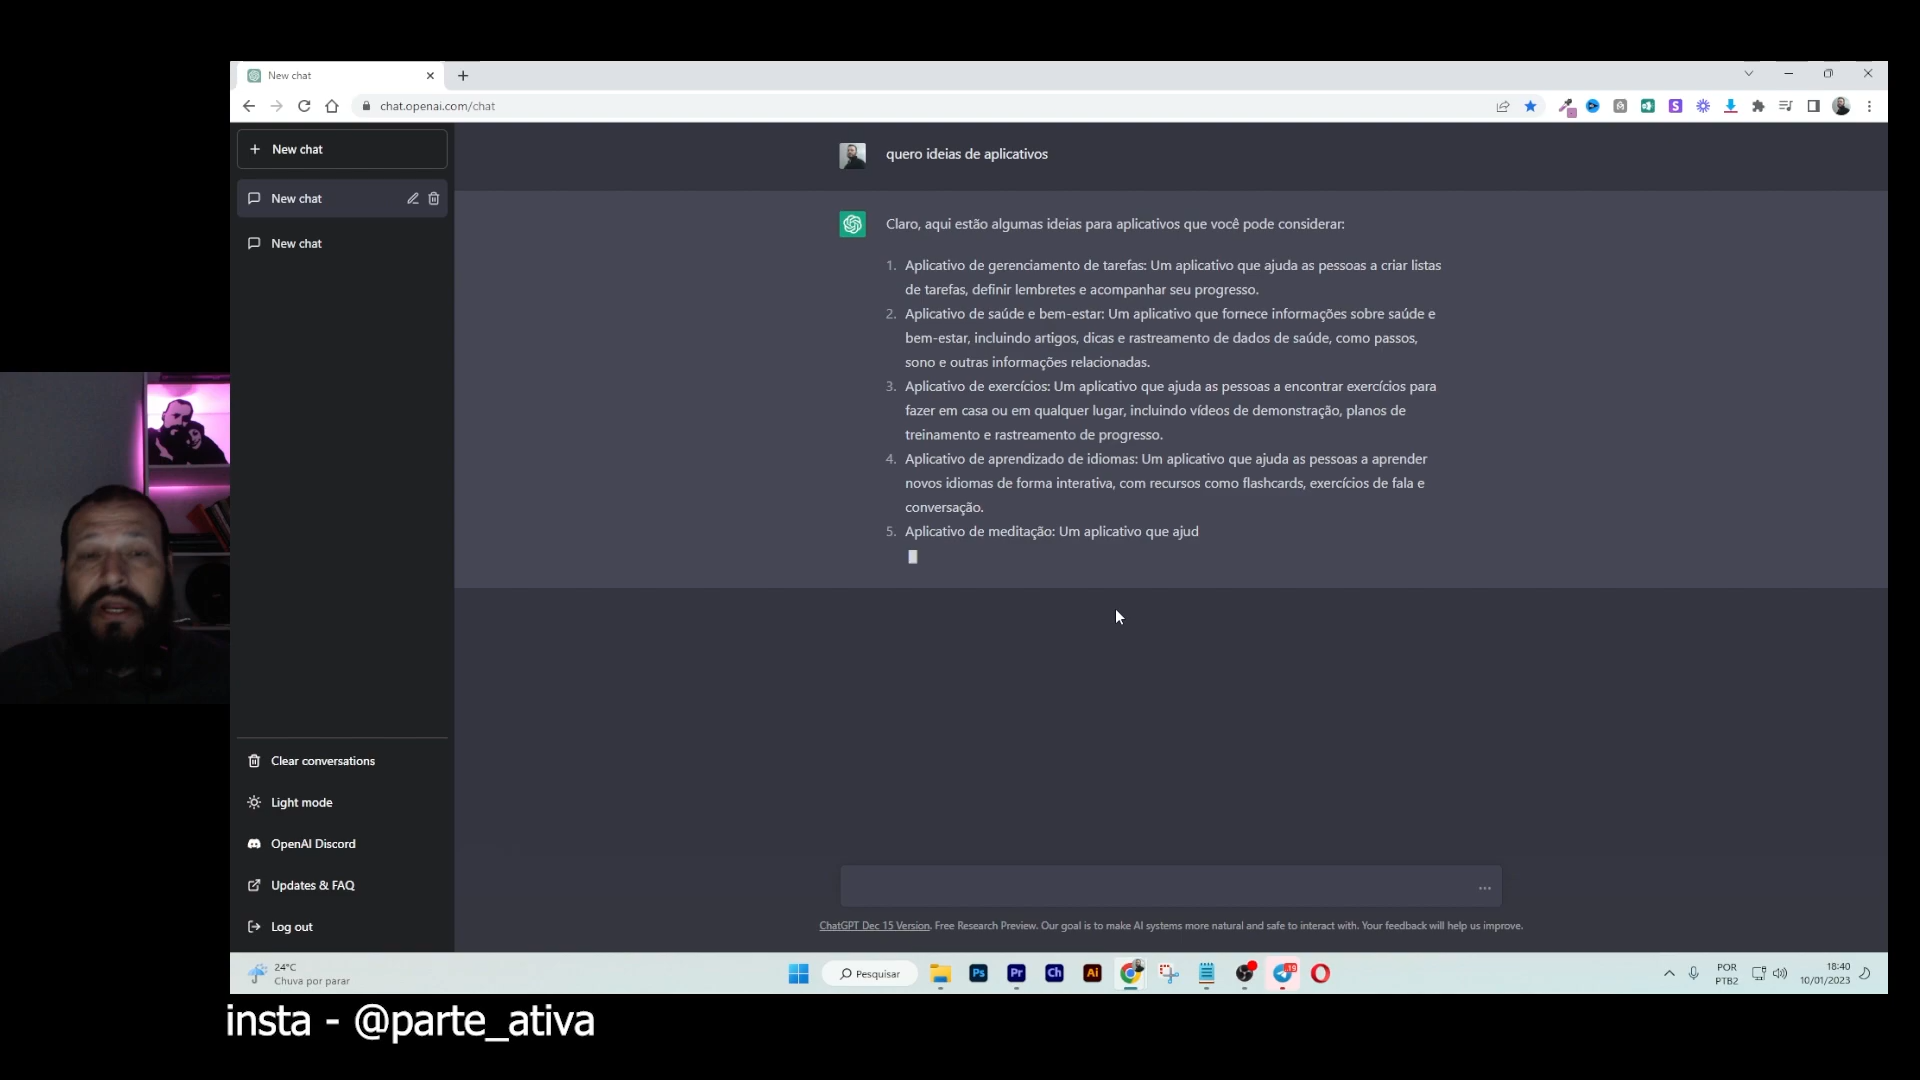 New chat
chat.openai.com/chat
New chat
New chat
New chat
quero ideias de aplicativos
Claro, aqui estão algumas ideias para aplicativos que você pode considerar:
1. Aplicativo de gerenciamento de tarefas: Um aplicativo que ajuda as pessoas a criar listas
de tarefas, definir lembretes e acompanhar seu progresso.
2. Aplicativo de saúde e bem-estar: Um aplicativo que fornece informações sobre saúde e
bem-estar, incluindo artigos, dicas e rastreamento de dados de saúde, como passos,
sono e outras informações relacionadas.
3. Aplicativo de exercícios: Um aplicativo que ajuda as pessoas a encontrar exercícios para
fazer em casa ou em qualquer lugar, incluindo vídeos de demonstração, planos de
treinamento e rastreamento de progresso.
4. Aplicativo de aprendizado de idiomas: Um aplicativo que ajuda as pessoas a aprender
novos idiomas de forma interativa, com recursos como flashcards, exercícios de fala e
conversação.
5. Aplicativo de meditação: Um aplicativo que ajud
Clear conversations
Light mode
OpenAI Discord
Updates & FAQ
Log out
ChatGPT Dec 15 Version. Free Research Preview. Our goal is to make AI systems more natural and safe to interact with. Your feedback will help us improve.
24°C
Chuva por parar
Pesquisar
Ps
Pr
Ch
Ai
19
POR
PTB2
18:40
10/01/2023
insta - @parte_ativa